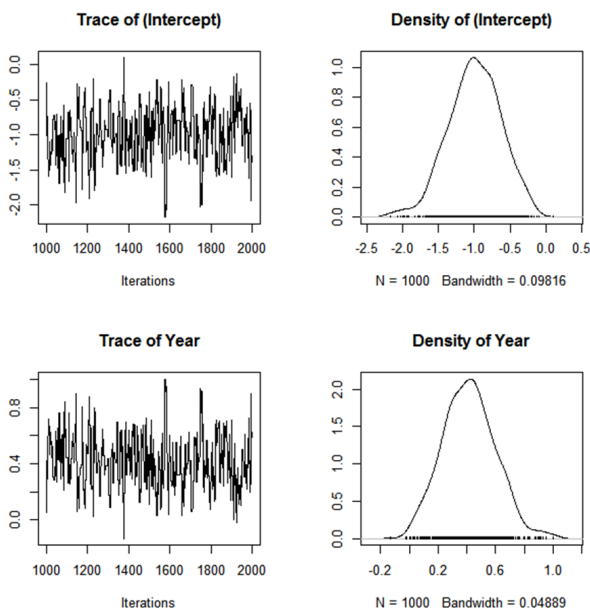 Trace of (Intercept)
0.0
-0.5
-1.0
-1.5
-2.0
1000 1200 1400 1600 1800 2000
Iterations
Density of (Intercept)
1.0
0.8
0.6
0.4
0.2
0.0
-2.5 -2.0 -1.5 -1.0 -0.5 0.0 0.5
N = 1000 Bandwidth = 0.09816
Trace of Year
0.8
0.4
0.0
1000 1200 1400 1600 1800 2000
Iterations
Density of Year
2.0
1.5
1.0
0.5
0.0
-0.2 0.2 0.6 1.0
N = 1000 Bandwidth = 0.04889